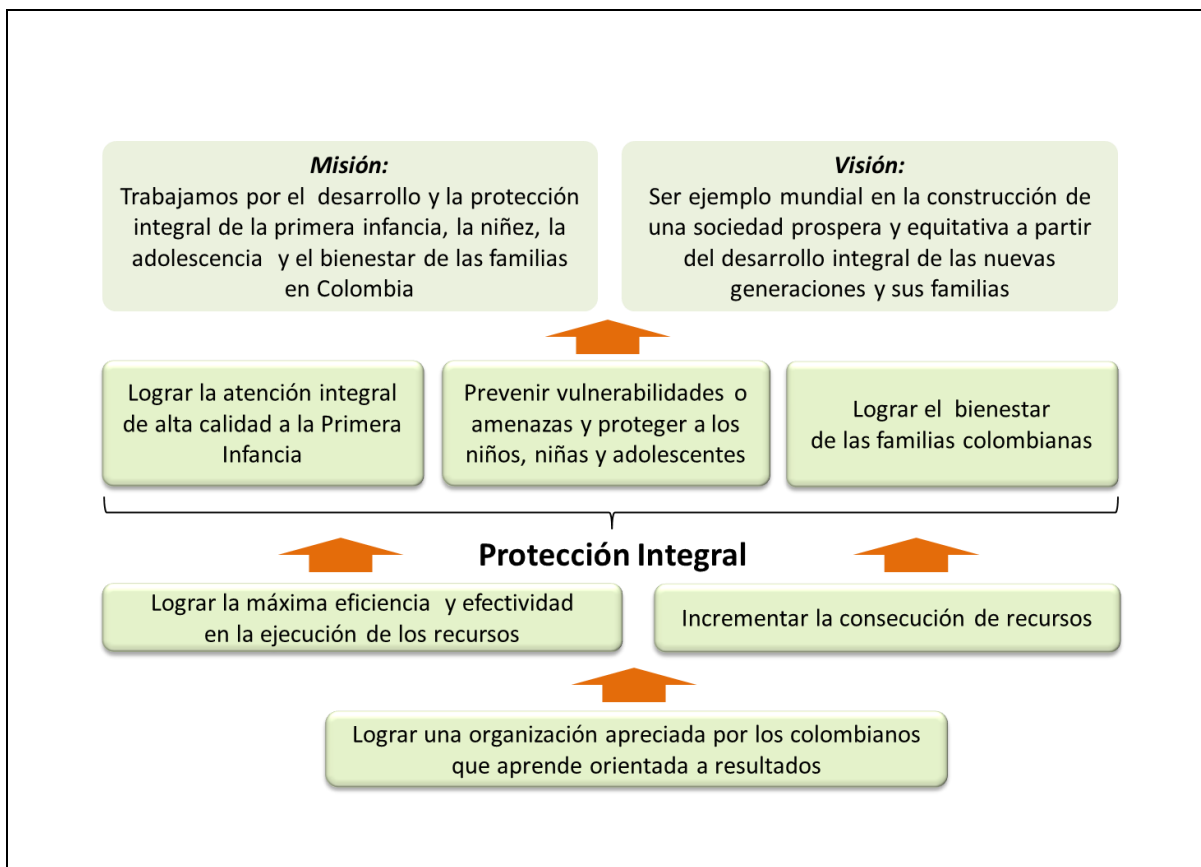 Misión:
Trabajamos por el desarrollo y la protección
integral de la primera infancia, la niñez, la
adolescencia y el bienestar de las familias
en Colombia
Visión:
Ser ejemplo mundial en la construcción de
una sociedad prospera y equitativa a partir
del desarrollo integral de las nuevas
generaciones y sus familias
Lograr la atención integral
de alta calidad a la Primera
Infancia
Prevenir vulnerabilidades o
amenazas y proteger a los
niños, niñas y adolescentes
Lograr el bienestar
de las familias colombianas
Protección Integral
Lograr la máxima eficiencia y efectividad
en la ejecución de los recursos
Incrementar la consecución de recursos
Lograr una organización apreciada por los colombianos
que aprende orientada a resultados